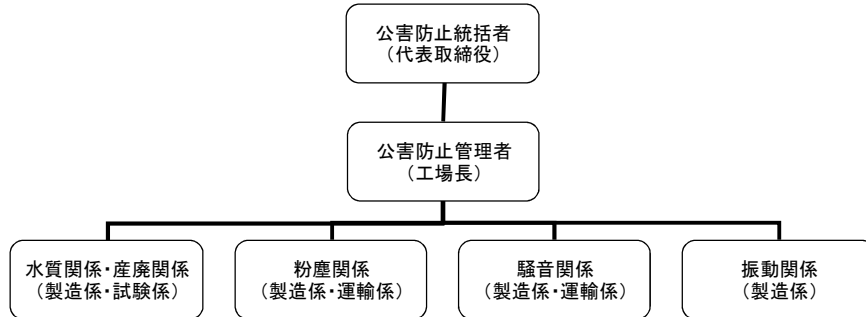 公害防止統括者
（代表取締役）
公害防止管理者
（工場長）
水質関係・産廃関係
（製造係・試験係）
粉塵関係
（製造係・運輸係）
騒音関係
（製造係・運輸係）
振動関係
（製造係）